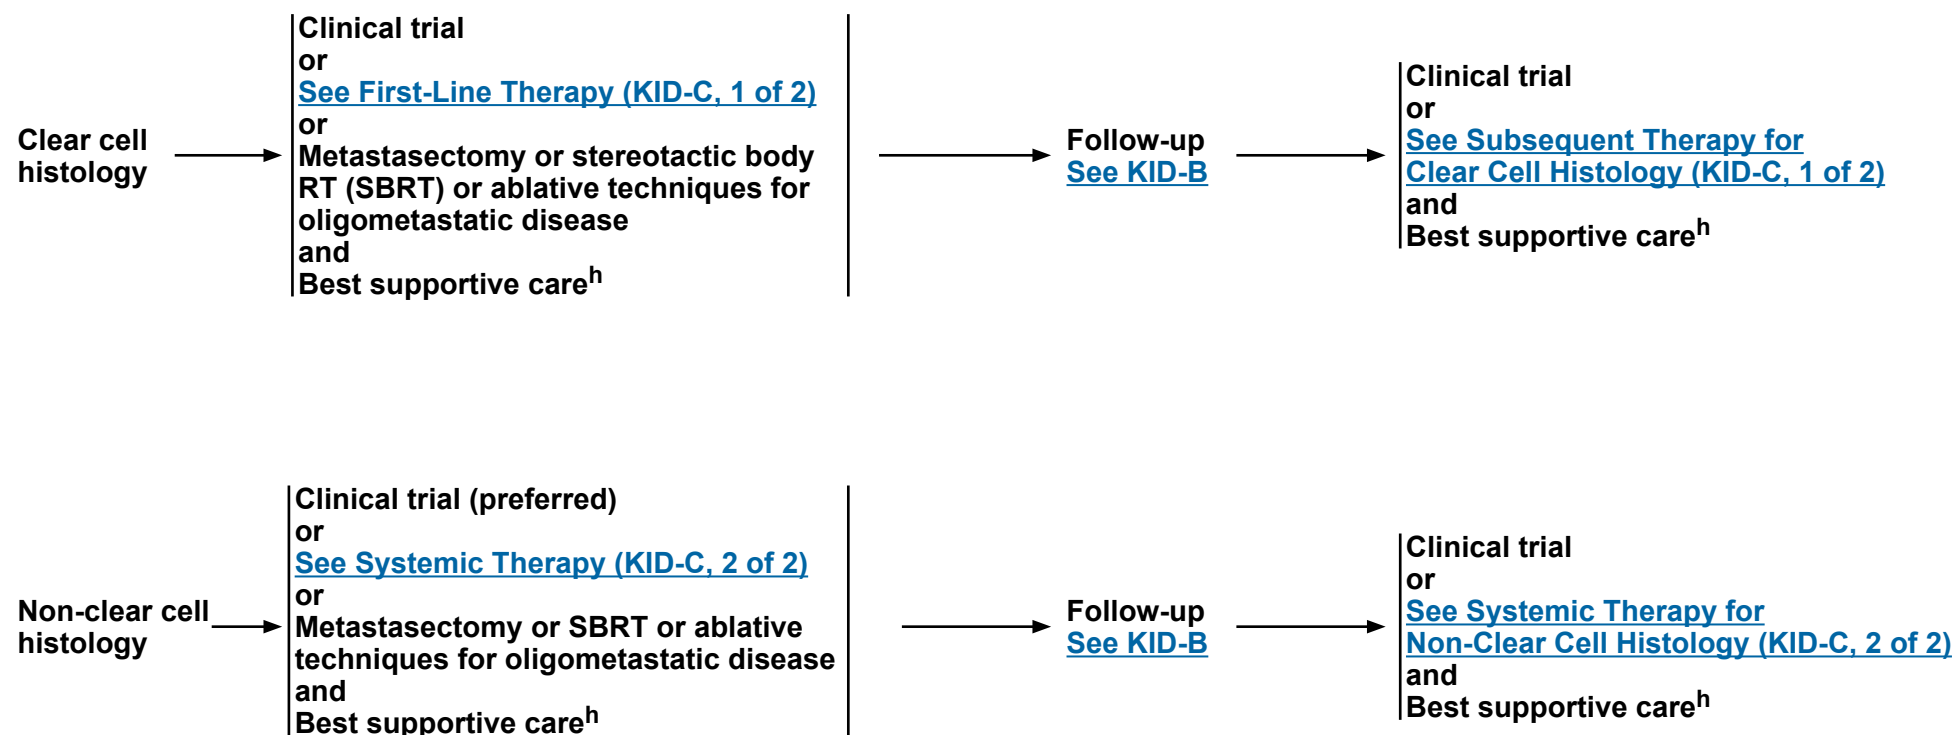 Clear cell
histology
Clinical trial
or
See First-Line Therapy (KID-C, 1 of 2)
or
Metastasectomy or stereotactic body
RT (SBRT) or ablative techniques for
oligometastatic disease
and
Best supportive careh
Follow-up
See KID-B
Clinical trial
or
See Subsequent Therapy for
Clear Cell Histology (KID-C, 1 of 2)
and
Best supportive careh
Non-clear cell
histology
Clinical trial (preferred)
or
See Systemic Therapy (KID-C, 2 of 2)
or
Metastasectomy or SBRT or ablative
techniques for oligometastatic disease
and
Best supportive careh
Follow-up
See KID-B
Clinical trial
or
See Systemic Therapy for
Non-Clear Cell Histology (KID-C, 2 of 2)
and
Best supportive careh